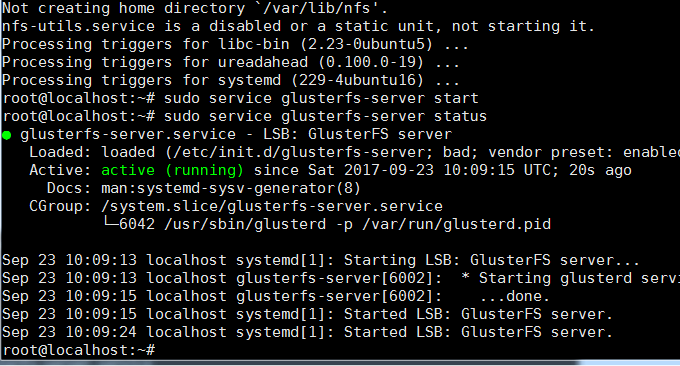 Not creating home directory `/var/lib/nfs'.
nfs-utils.service is a disabled or a static unit, not starting it.
Processing triggers for libc-bin (2.23-0ubuntu5) ...
Processing triggers for ureadahead (0.100.0-19) ...
Processing triggers for systemd (229-4ubuntu16) ...
root@localhost:~# sudo service glusterfs-server start
root@localhost:~# sudo service glusterfs-server status
● glusterfs-server.service - LSB: GlusterFS server
   Loaded: loaded (/etc/init.d/glusterfs-server; bad; vendor preset: enabled
   Active: active (running) since Sat 2017-09-23 10:09:15 UTC; 20s ago
     Docs: man:systemd-sysv-generator(8)
   CGroup: /system.slice/glusterfs-server.service
           └─6042 /usr/sbin/glusterd -p /var/run/glusterd.pid
Sep 23 10:09:13 localhost systemd[1]: Starting LSB: GlusterFS server...
Sep 23 10:09:13 localhost glusterfs-server[6002]:  * Starting glusterd servi
Sep 23 10:09:15 localhost glusterfs-server[6002]:    ...done.
Sep 23 10:09:15 localhost systemd[1]: Started LSB: GlusterFS server.
Sep 23 10:09:24 localhost systemd[1]: Started LSB: GlusterFS server.
root@localhost:~#